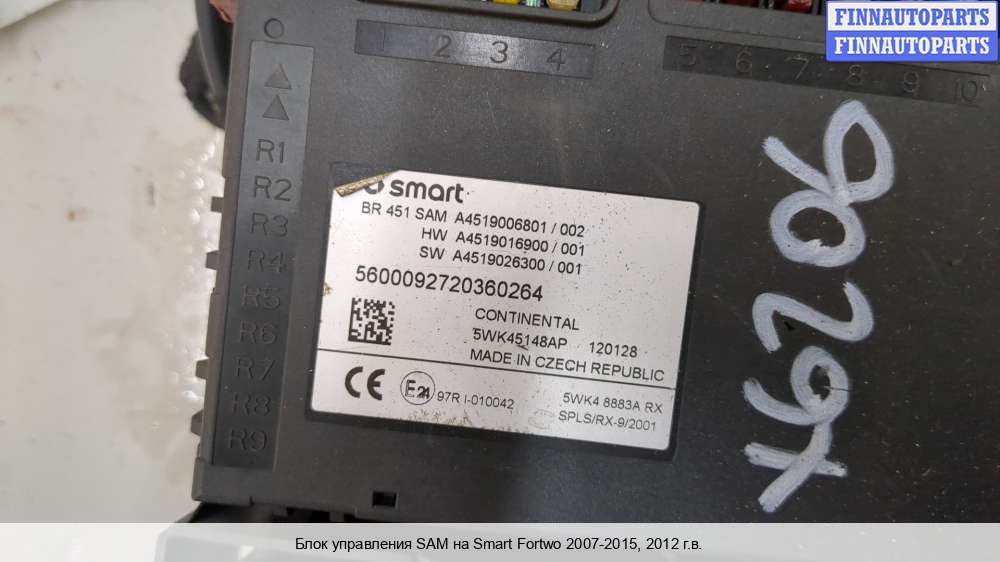 FINNAUTOPARTS
FINNAUTOPARTS
1 2 3 4
5 6 7 8 9 10
R1
R2
R3
R4
R5
R6
R7
R8
R9
smart
BR 451 SAM A4519006801 / 002
HW A4519016900 / 001
SW A4519026300 / 001
5600092720360264
CONTINENTAL
5WK45148AP 120128
MADE IN CZECH REPUBLIC
CE E24 97R I-010042
5WK4 8883A RX
SPLS/RX-9/2001
Блок управления SAM на Smart Fortwo 2007-2015, 2012 г.в.